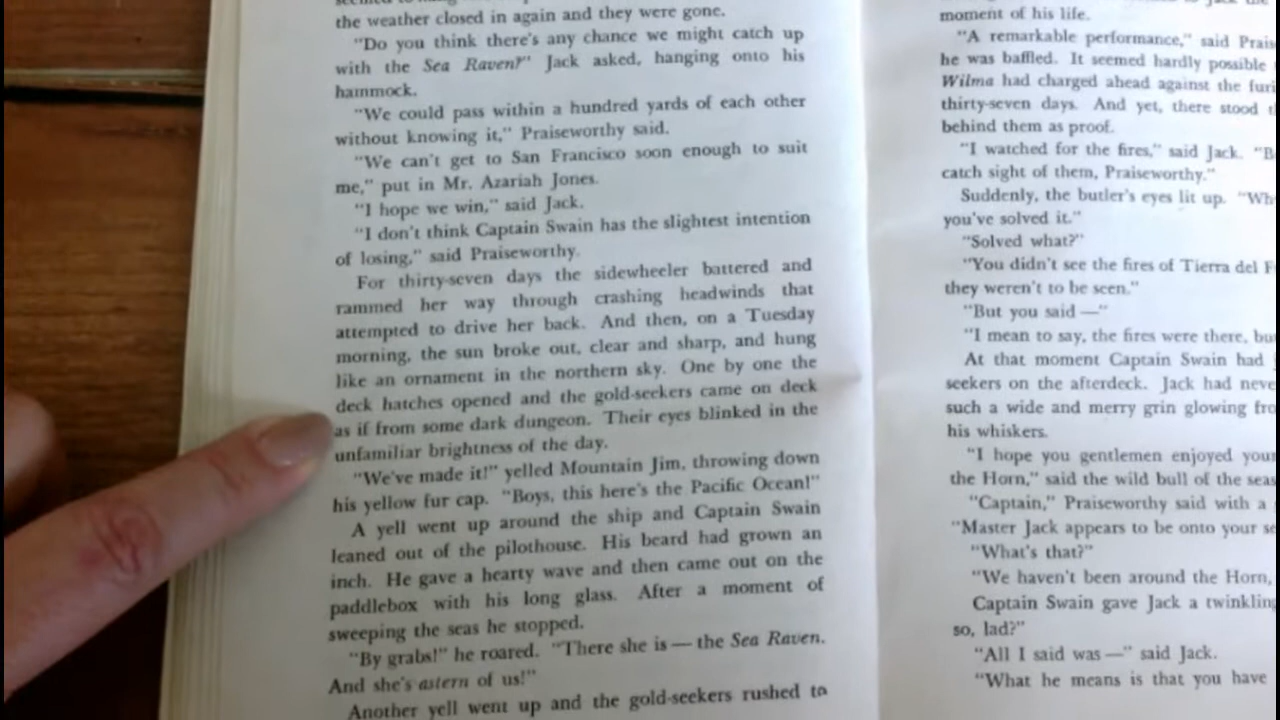 the weather closed in again and they were gone.
"Do you think there's any chance we might catch up
with the Sea Raven?" Jack asked, hanging onto his
hammock.
"We could pass within a hundred yards of each other
without knowing it," Praiseworthy said.
"We can't get to San Francisco soon enough to suit
me," put in Mr. Azariah Jones.
"I hope we win," said Jack.
"I don't think Captain Swain has the slightest intention
of losing," said Praiseworthy.
For thirty-seven days the sidewheeler battered and
rammed her way through crashing headwinds that
attempted to drive her back. And then, on a Tuesday
morning, the sun broke out, clear and sharp, and hung
like an ornament in the northern sky. One by one the
deck hatches opened and the gold-seekers came on deck
as if from some dark dungeon. Their eyes blinked in the
unfamiliar brightness of the day.
"We've made it!" yelled Mountain Jim, throwing down
his yellow fur cap. "Boys, this here's the Pacific Ocean!"
A yell went up around the ship and Captain Swain
leaned out of the pilothouse. His beard had grown an
inch. He gave a hearty wave and then came out on the
paddlebox with his long glass. After a moment of
sweeping the seas he stopped.
"By grabs!" he roared. "There she is — the Sea Raven.
And she's astern of us!"
Another yell went up and the gold-seekers rushed to
moment of his life.
"A remarkable performance," said
he was baffled. It seemed hardly possible
Wilma had charged ahead against the
thirty-seven days. And yet, there stood
behind them as proof.
"I watched for the fires," said Jack.
catch sight of them, Praiseworthy."
Suddenly, the butler's eyes lit up.
you've solved it."
"Solved what?"
"You didn't see the fires of Tierra del
they weren't to be seen."
"But you said —"
"I mean to say, the fires were there,
At that moment Captain Swain had
seekers on the afterdeck. Jack had
such a wide and merry grin glowing
his whiskers.
"I hope you gentlemen enjoyed
the Horn," said the wild bull of the
"Captain," Praiseworthy said with a
"Master Jack appears to be onto your
"What's that?"
"We haven't been around the Horn,
Captain Swain gave Jack a
so, lad?"
"All I said was —" said Jack.
"What he means is that you have